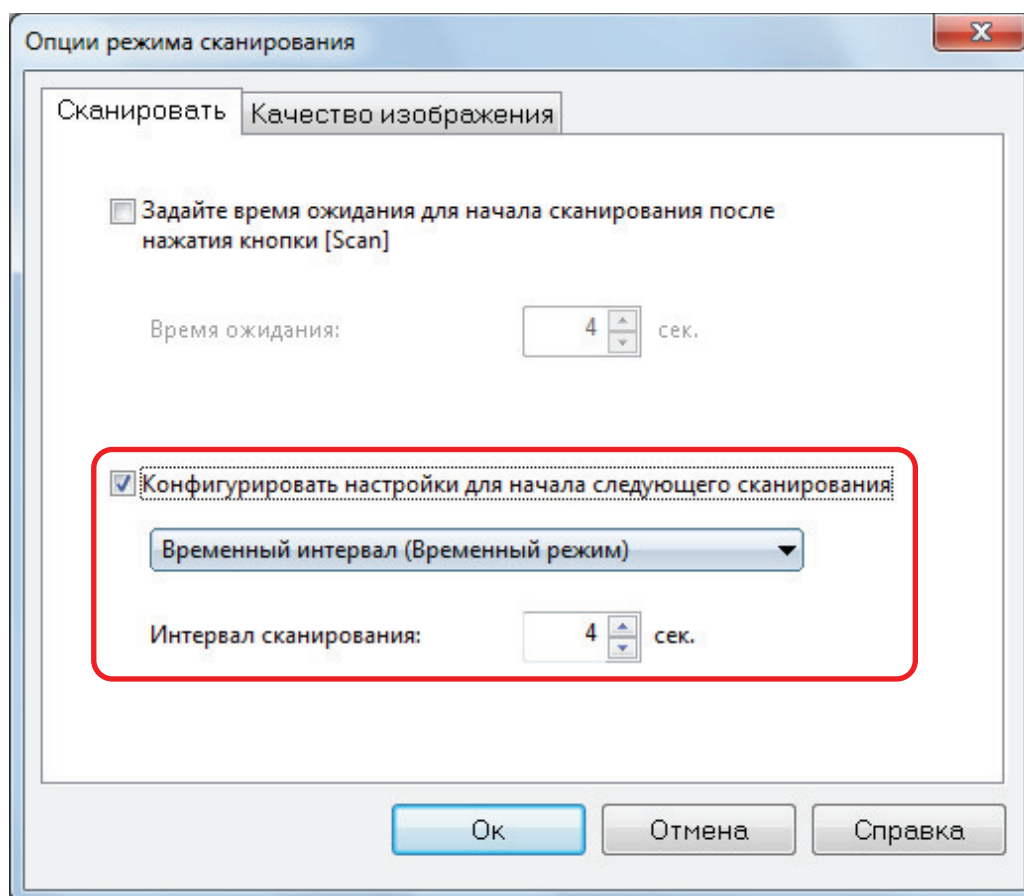 Опции режима сканирования
Сканировать
Качество изображения
Задайте время ожидания для начала сканирования после
нажатия кнопки [Scan]
Время ожидания:
4
сек.
Конфигурировать настройки для начала следующего сканирования
Временный интервал (Временный режим)
Интервал сканирования:
4
сек.
Ок
Отмена
Справка